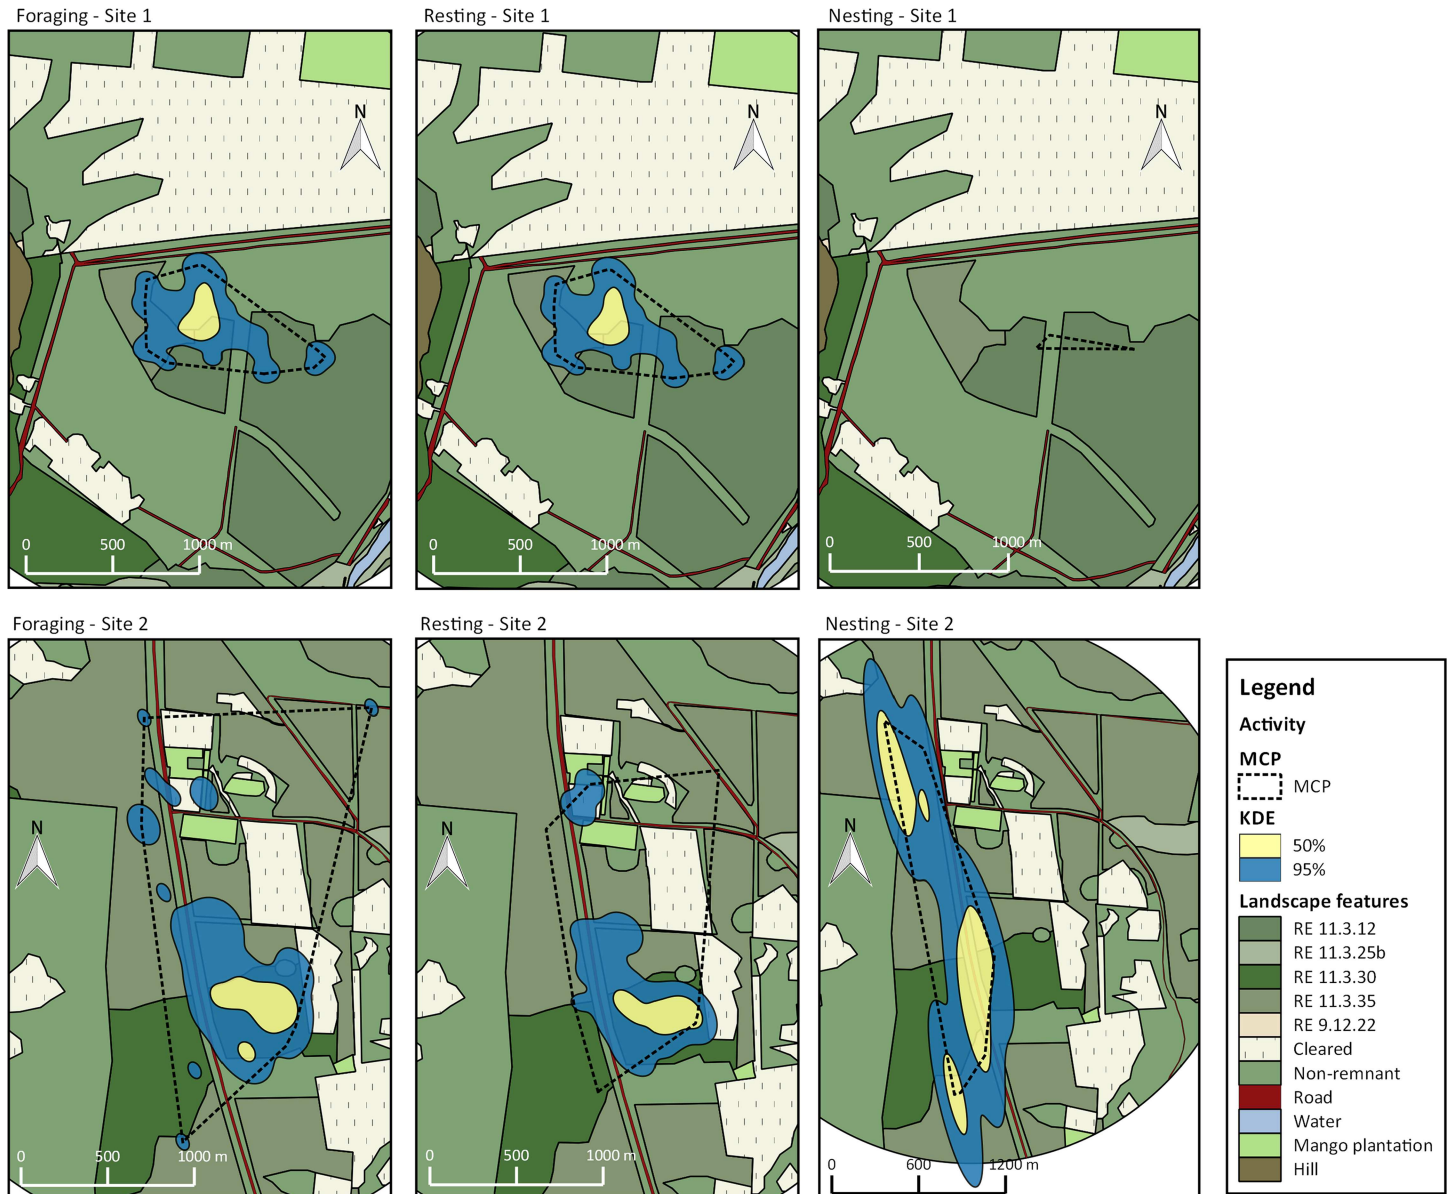 Foraging - Site 1
Resting - Site 1
Nesting - Site 1
N
N
N
0 500 1000 m
0 500 1000 m
0 500 1000 m
Foraging - Site 2
Resting - Site 2
Nesting - Site 2
N
N
N
0 500 1000 m
0 500 1000 m
0 600 1200 m
Legend
Activity
MCP
MCP
KDE
50%
95%
Landscape features
RE 11.3.12
RE 11.3.25b
RE 11.3.30
RE 11.3.35
RE 9.12.22
Cleared
Non-remnant
Road
Water
Mango plantation
Hill